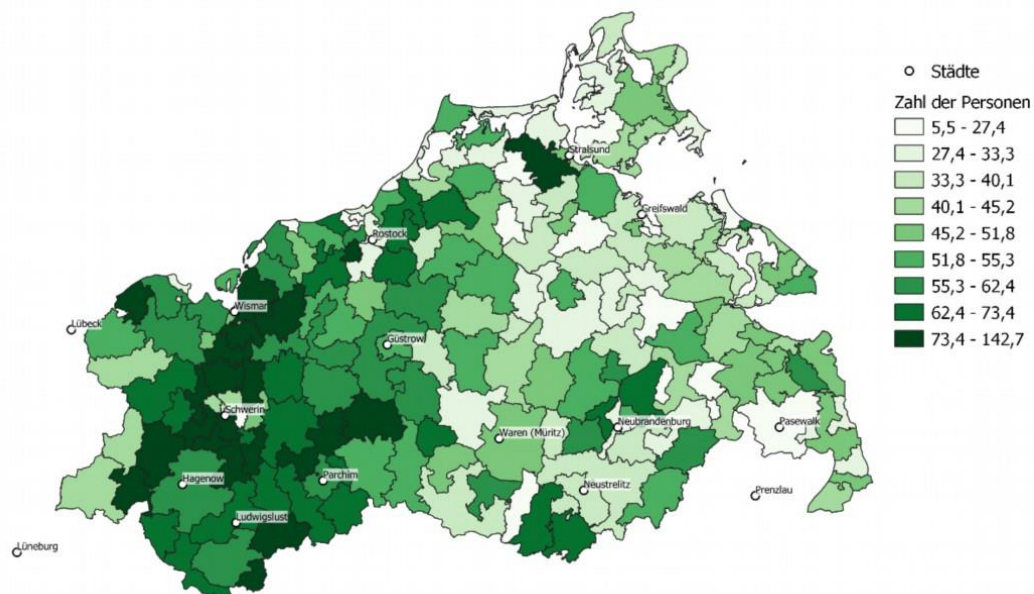 Städte
Zahl der Personen
5,5 - 27,4
27,4 - 33,3
33,3 - 40,1
40,1 - 45,2
45,2 - 51,8
51,8 - 55,3
55,3 - 62,4
62,4 - 73,4
73,4 - 142,7
Stralsund
Greifswald
Rostock
Wismar
Lübeck
Güstrow
Schwerin
Neubrandenburg
Pasewalk
Waren (Müritz)
Parchim
Hagenow
Neustrelitz
Prenzlau
Ludwigslust
Lüneburg